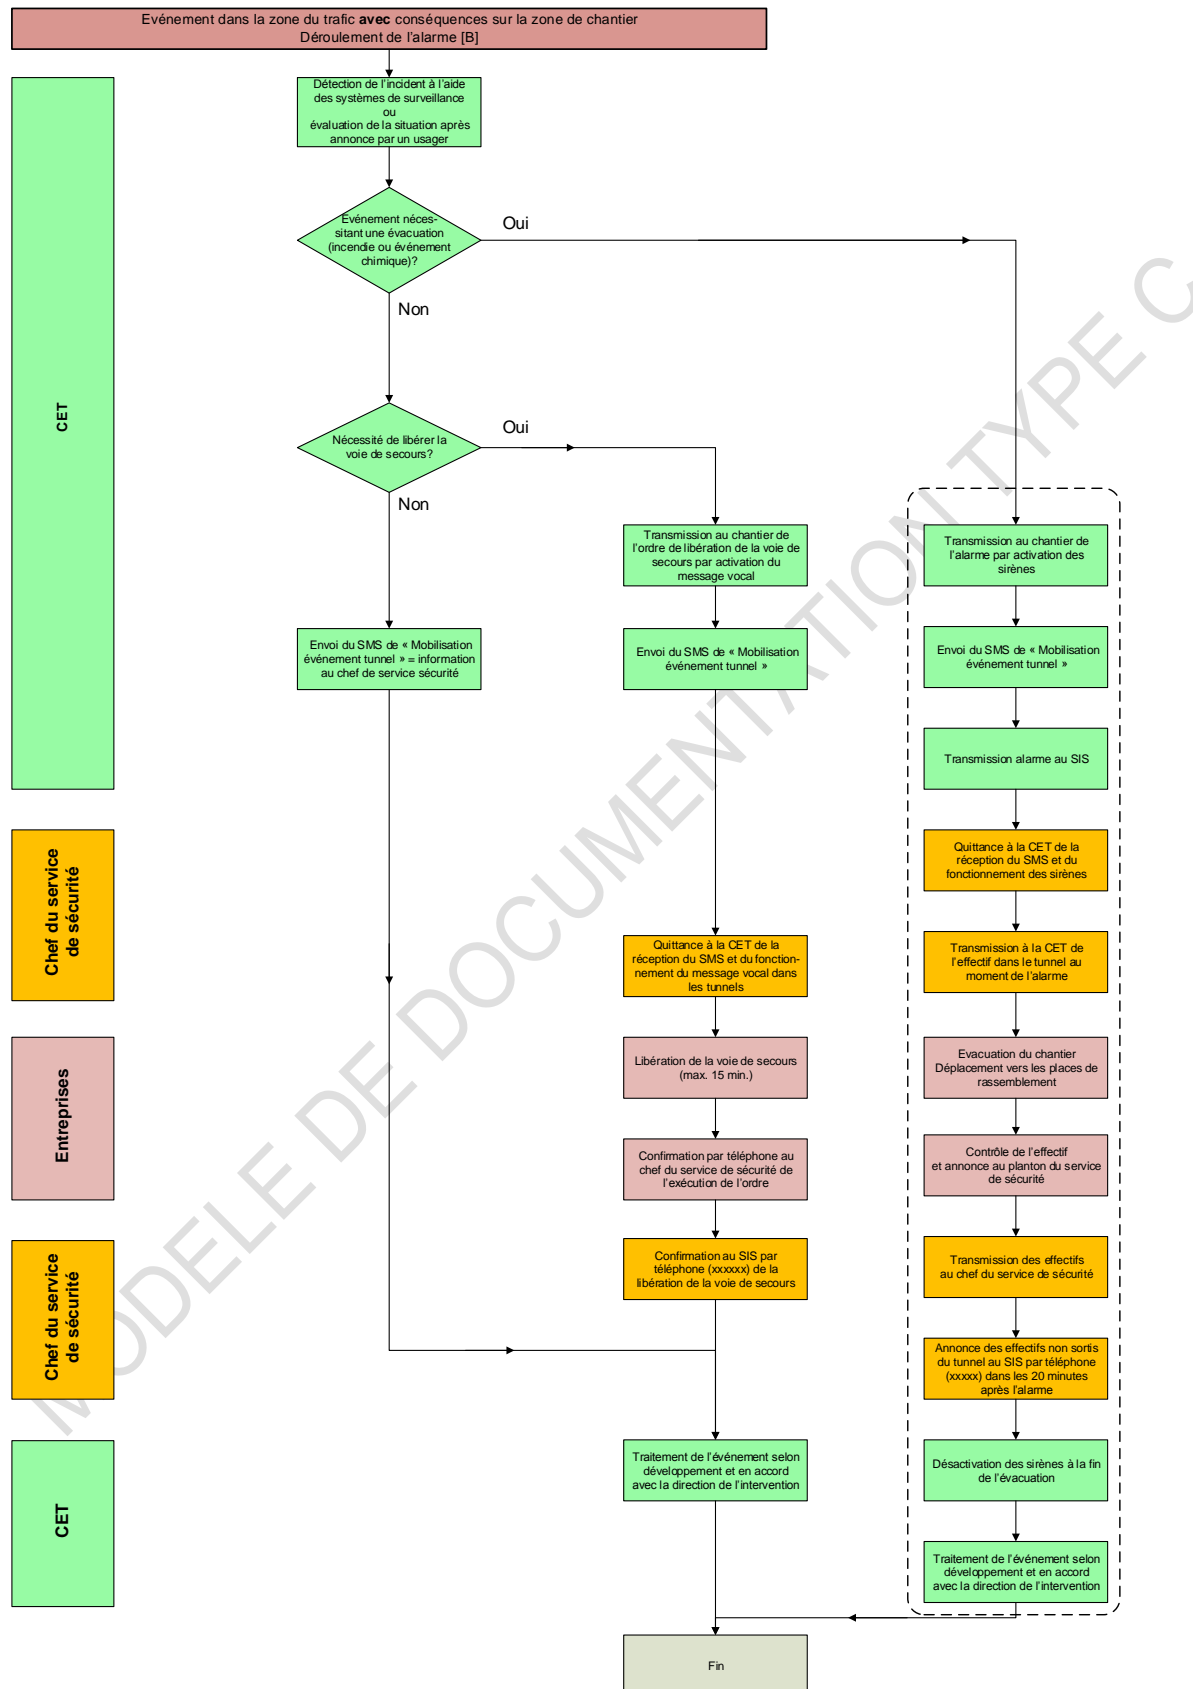 Evénement dans la zone du trafic avec conséquences sur la zone de chantier
Déroulement de l'alarme [B]
CET
Détection de l'incident à l'aide
des systèmes de surveillance
ou
évaluation de la situation après
annonce par un usager
Evénement néces-
sitant une évacuation
(incendie ou événement
chimique)?
Oui
Non
Nécessité de libérer la
voie de secours?
Oui
Non
Transmission au chantier de
l'ordre de libération de la voie de
secours par activation du
message vocal
Transmission au chantier de
l'alarme par activation des
sirènes
Envoi du SMS de « Mobilisation
événement tunnel » = information
au chef de service sécurité
Envoi du SMS de « Mobilisation
événement tunnel »
Envoi du SMS de « Mobilisation
événement tunnel »
Transmission alarme au SIS
Chef du service
de sécurité
Quittance à la CET de la
réception du SMS et du
fonctionnement des sirènes
Quittance à la CET de la
réception du SMS et du fonction-
nement du message vocal dans
les tunnels
Transmission à la CET de
l'effectif dans le tunnel au
moment de l'alarme
Entreprises
Libération de la voie de secours
(max. 15 min.)
Evacuation du chantier
Déplacement vers les places de
rassemblement
Confirmation par téléphone au
chef du service de sécurité de
l'exécution de l'ordre
Contrôle de l'effectif
et annonce au planton du service
de sécurité
Chef du service
de sécurité
Confirmation au SIS par
téléphone (xxxxxx) de la
libération de la voie de secours
Transmission des effectifs
au chef du service de sécurité
Annonce des effectifs non sortis
du tunnel au SIS par téléphone
(xxxxx) dans les 20 minutes
après l'alarme
CET
Traitement de l'événement selon
développement et en accord
avec la direction de l'intervention
Désactivation des sirènes à la fin
de l'évacuation
Traitement de l'événement selon
développement et en accord
avec la direction de l'intervention
Fin
MODELE DE DOCUMENTATION TYPE C